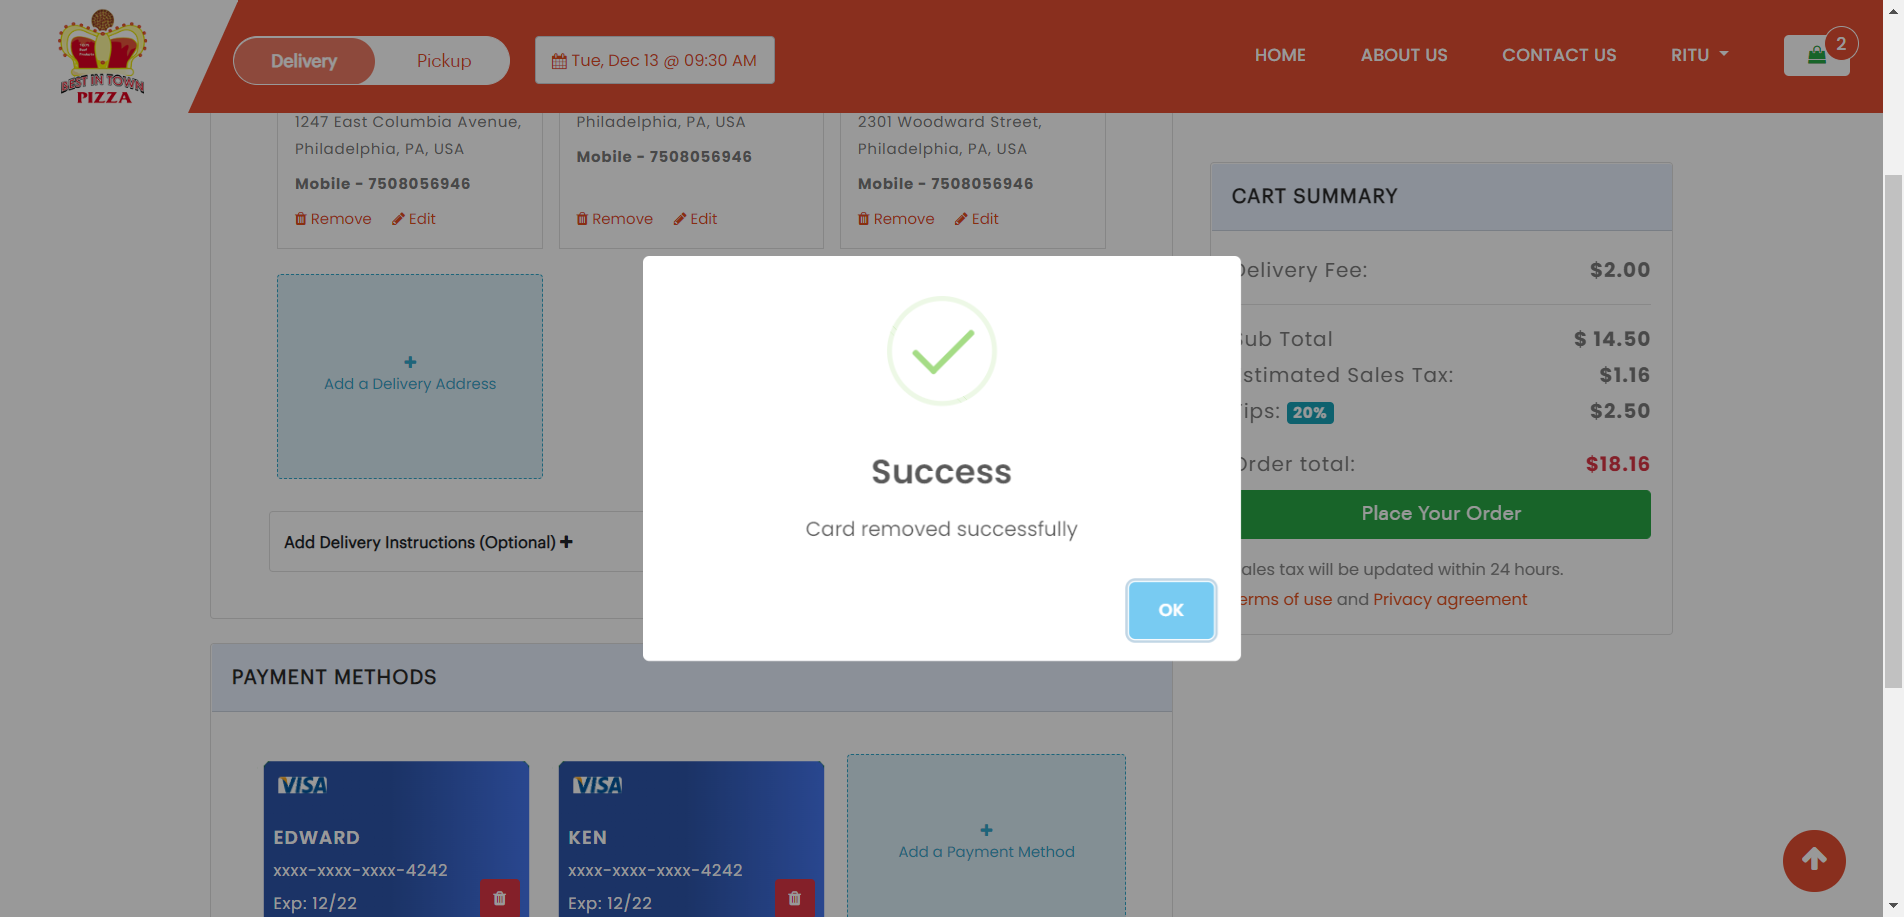 BEST IN TOWN
PIZZA
Delivery
Pickup
Tue, Dec 13 @ 09:30 AM
HOME
ABOUT US
CONTACT US
RITU
2
1247 East Columbia Avenue,
Philadelphia, PA, USA
Mobile - 7508056946
Remove
Edit
Philadelphia, PA, USA
Mobile - 7508056946
Remove
Edit
2301 Woodward Street,
Philadelphia, PA, USA
Mobile - 7508056946
Remove
Edit
Add a Delivery Address
Add Delivery Instructions (Optional)
Success
Card removed successfully
OK
CART SUMMARY
Delivery Fee: $2.00
Sub Total $ 14.50
Estimated Sales Tax: $1.16
Tips: 20% $2.50
Order total: $18.16
Place Your Order
ales tax will be updated within 24 hours.
erms of use and Privacy agreement
PAYMENT METHODS
VISA
EDWARD
xxxx-xxxx-xxxx-4242
Exp: 12/22
VISA
KEN
xxxx-xxxx-xxxx-4242
Exp: 12/22
Add a Payment Method